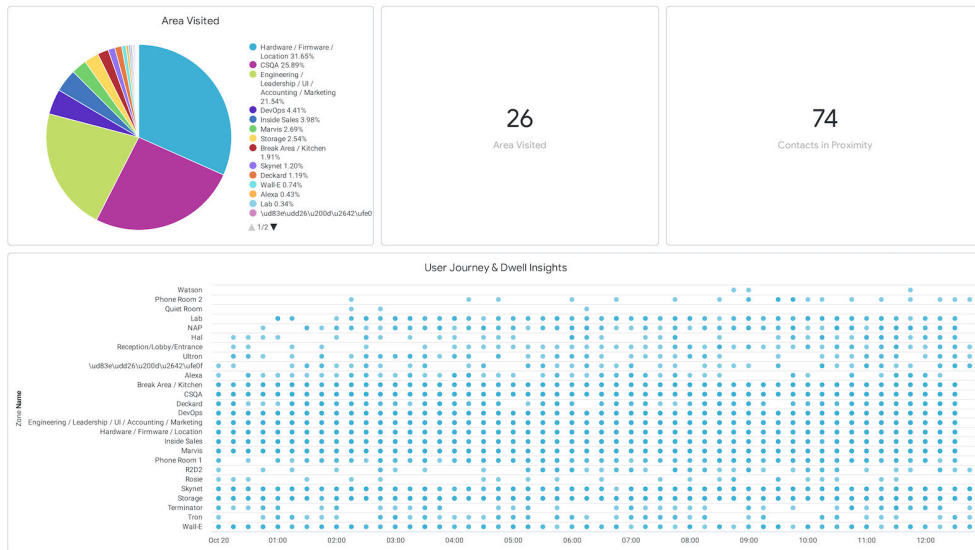 Area Visited
Hardware / Firmware /
Location 31.65%
CSQA 25.89%
Engineering /
Leadership / UI /
Accounting / Marketing
21.54%
DevOps 4.41%
Inside Sales 3.98%
Marvis 2.69%
Storage 2.54%
Break Area / Kitchen
1.91%
Skynet 1.20%
Deckard 1.19%
Wall-E 0.74%
Alexa 0.43%
Lab 0.34%
\ud83e\udd26\u200d\u2642\ufe0
1/2
26
Area Visited
74
Contacts in Proximity
User Journey & Dwell Insights
Zone Name
Watson
Phone Room 2
Quiet Room
Lab
NAP
Hal
Reception/Lobby/Entrance
Ultron
\ud83e\udd26\u200d\u2642\ufe0f
Alexa
Break Area / Kitchen
CSQA
Deckard
DevOps
Engineering / Leadership / UI / Accounting / Marketing
Hardware / Firmware / Location
Inside Sales
Marvis
Phone Room 1
R2D2
Rosie
Skynet
Storage
Terminator
Tron
Wall-E
Oct 20 01:00 02:00 03:00 04:00 05:00 06:00 07:00 08:00 09:00 10:00 11:00 12:00